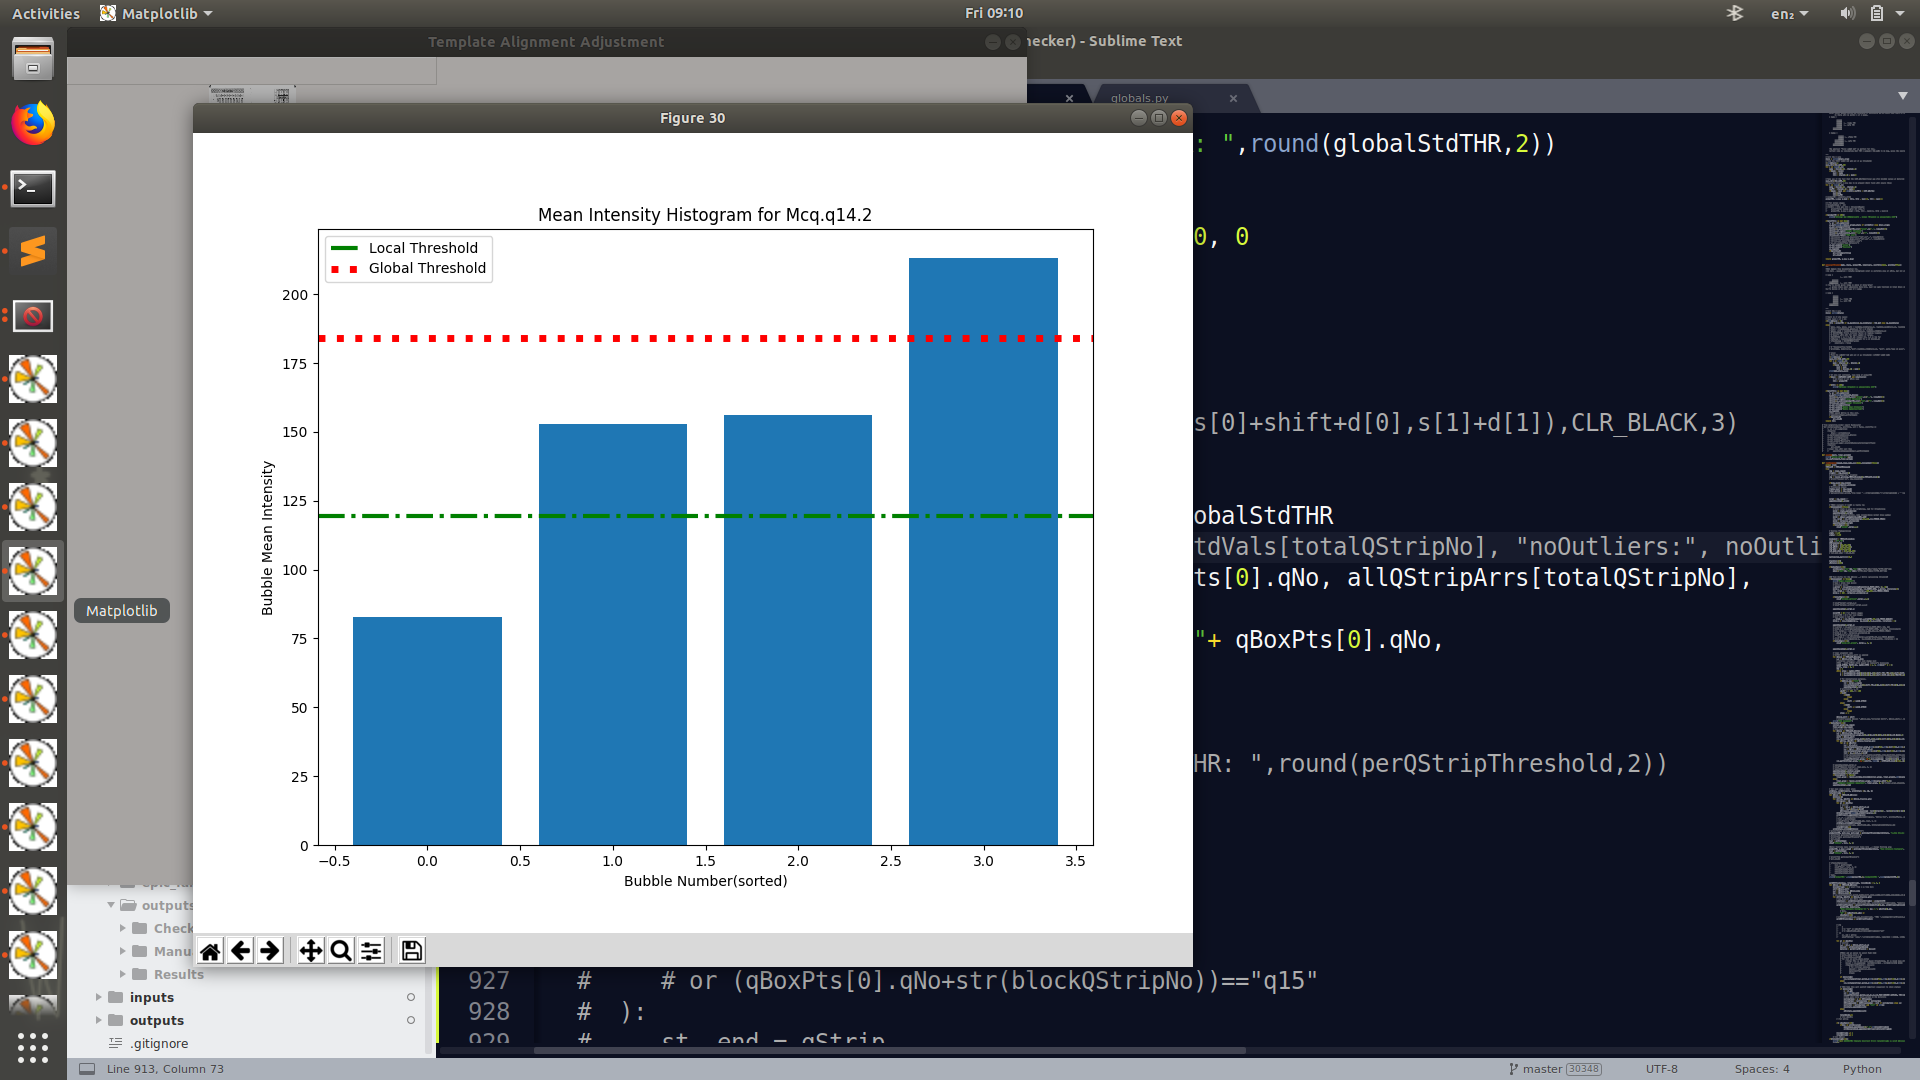 Activities
Matplotlib
Fri 09:10
en₂
Template Alignment Adjustment
hecker) - Sublime Text
globals.py
Figure 30
Mean Intensity Histogram for Mcq.q14.2
Local Threshold
Global Threshold
200
175
150
125
100
75
50
25
0
Bubble Mean Intensity
−0.5 0.0 0.5 1.0 1.5 2.0 2.5 3.0 3.5
Bubble Number(sorted)
Matplotlib
: ",round(globalStdTHR,2))
0, 0
s[0]+shift+d[0],s[1]+d[1]),CLR_BLACK,3)
obalStdTHR
tdVals[totalQStripNo], "noOutliers:", noOutli
ts[0].qNo, allQStripArrs[totalQStripNo],
"+ qBoxPts[0].qNo,
HR: ",round(perQStripThreshold,2))
outputs
Check
Manu
Results
inputs
outputs
.gitignore
927 # # or (qBoxPts[0].qNo+str(blockQStripNo))=="q15"
928 # ):
929 # st, end = qStrip
Line 913, Column 73
master 30348
UTF-8
Spaces: 4
Python